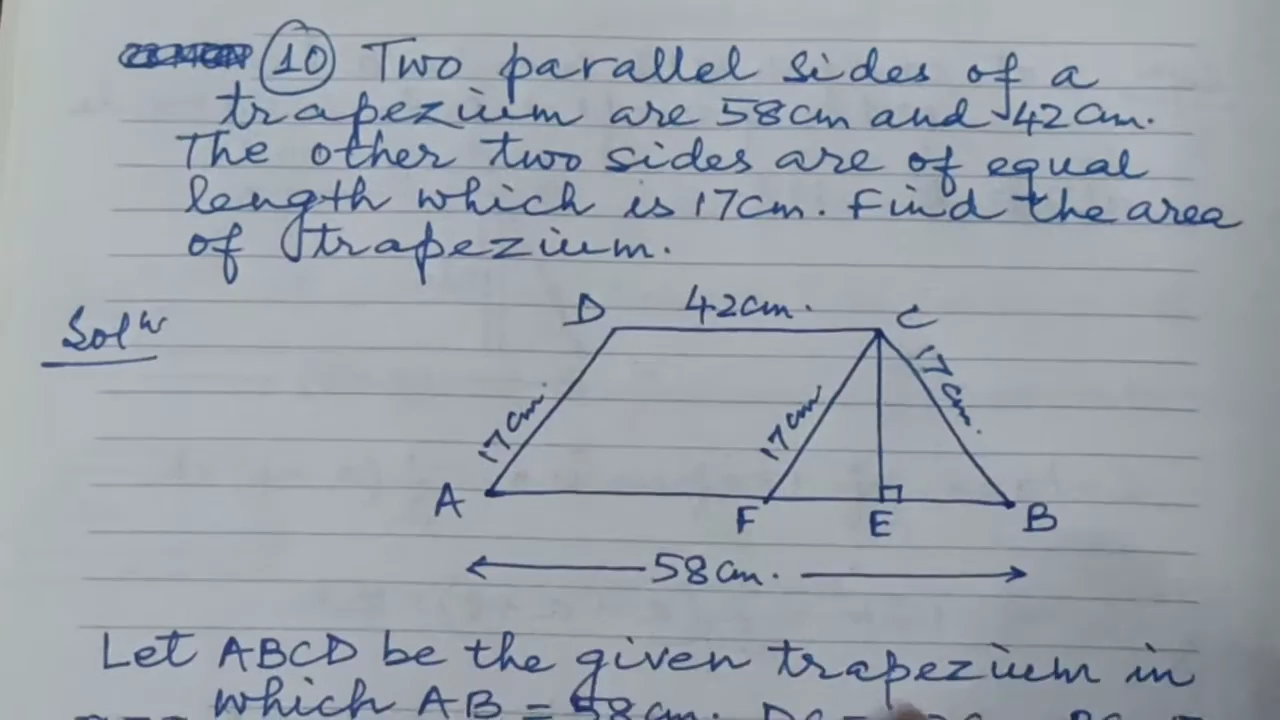 10 Two parallel sides of a
trapezium are 58cm and 42cm.
The other two sides are of equal
length which is 17cm. Find the area
of trapezium.
Solⁿ
D 42cm. C
17cm.
17cm
17cm.
A F E B
58cm.
Let ABCD be the given trapezium in
which AB = 58cm.